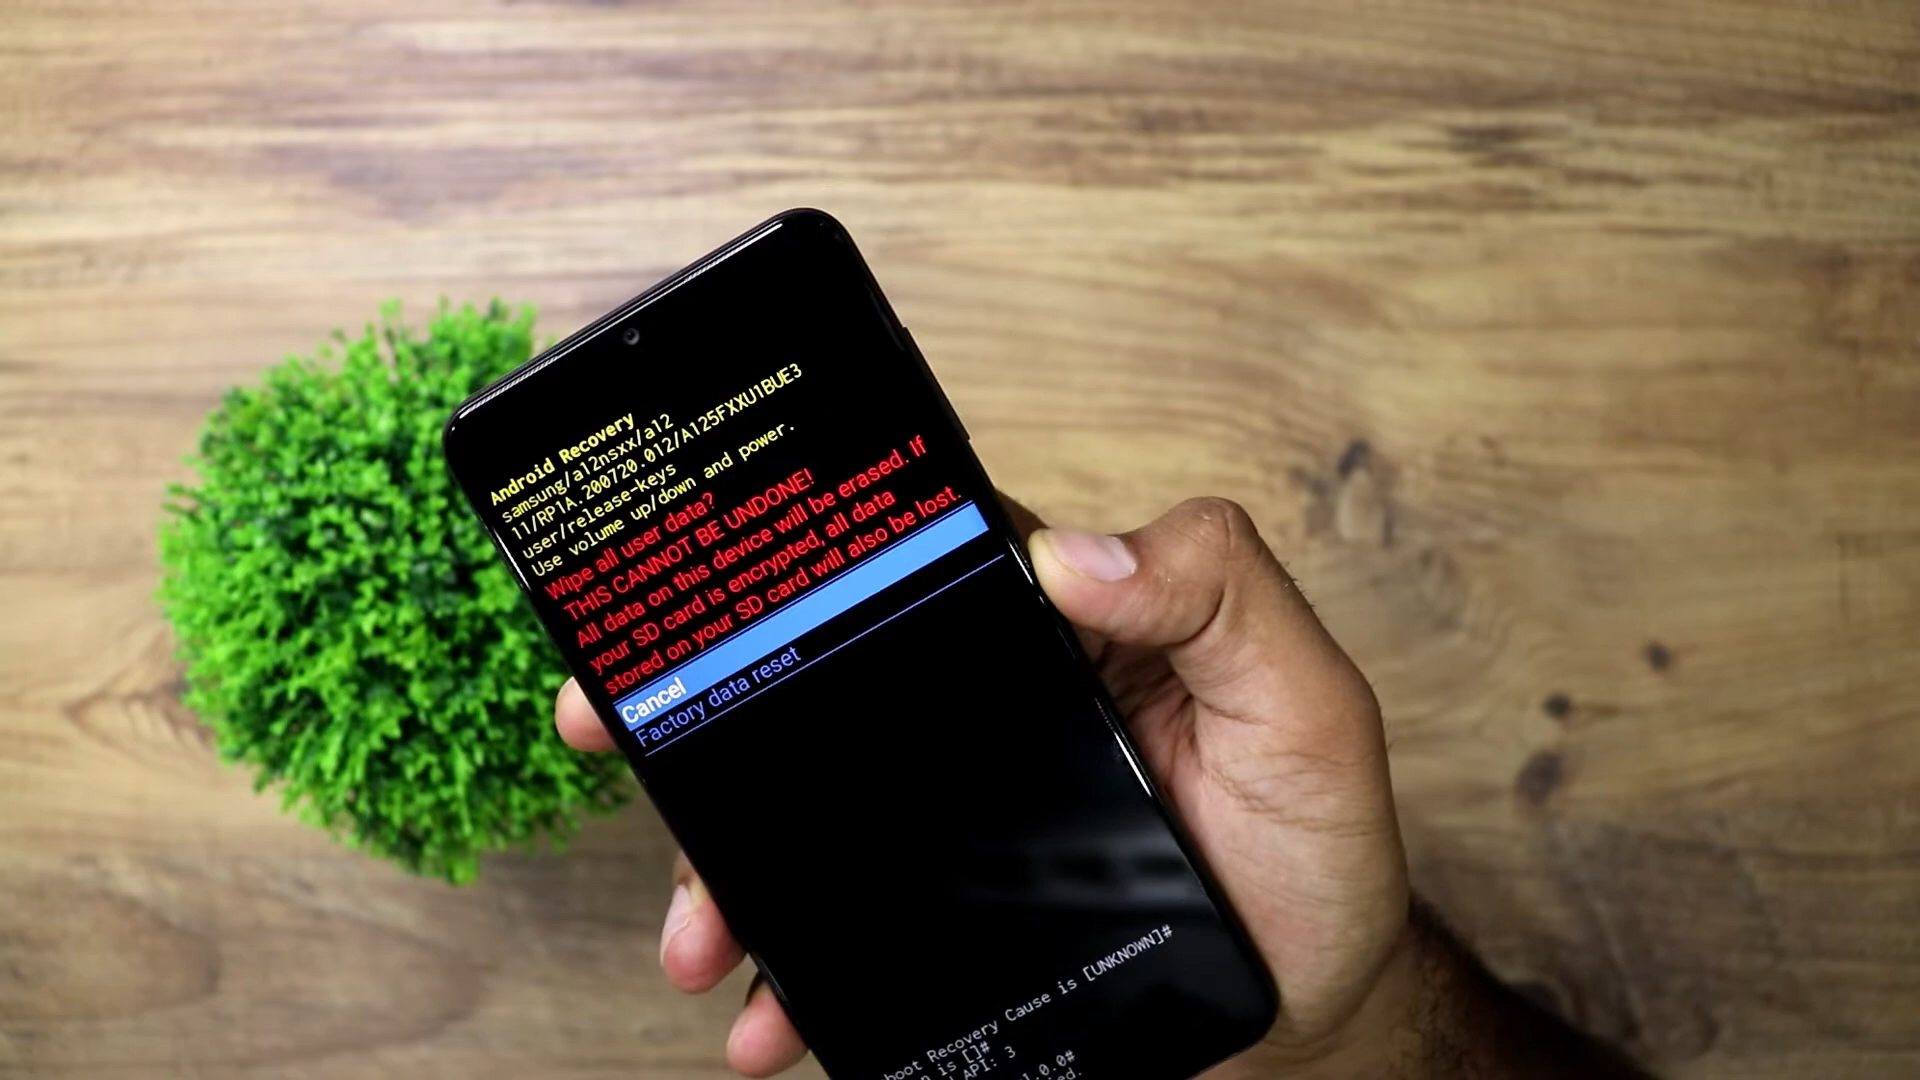 Android Recovery
samsung/a12nsxx/a12
11/RP1A.200720.012/A125FXXU1BUE3
user/release-keys
Use volume up/down and power.
Wipe all user data?
THIS CANNOT BE UNDONE!
All data on this device will be erased. If
your SD card is encrypted, all data
stored on your SD card will also be lost.
Cancel
Factory data reset
Recovery Cause is [UNKNOWN]#
is []#
API: 3